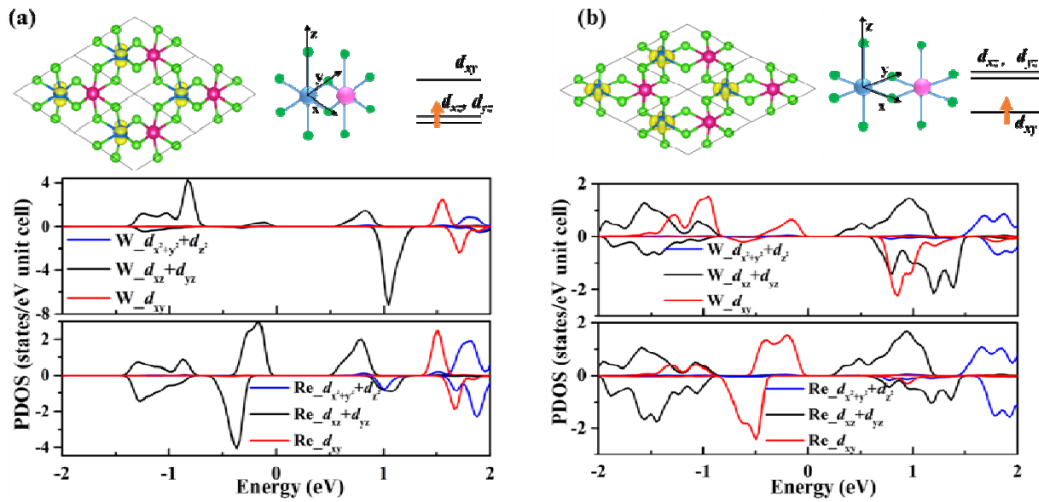 (a)
z
y
x
d_xy
d_xz, d_yz
(b)
z
y
x
d_xz, d_yz
d_xy
PDOS (states/eV unit cell)
4
0
-4
-8
W_d_x²+y²+d_z²
W_d_xz+d_yz
W_d_xy
2
0
-2
-4
Re_d_x²+y²+d_z²
Re_d_xz+d_yz
Re_d_xy
-2
-1
0
1
2
Energy (eV)
PDOS (states/eV unit cell)
2
0
-2
W_d_x²+y²+d_z²
W_d_xz+d_yz
W_d_xy
2
0
-2
Re_d_x²+y²+d_z²
Re_d_xz+d_yz
Re_d_xy
-2
-1
0
1
2
Energy (eV)